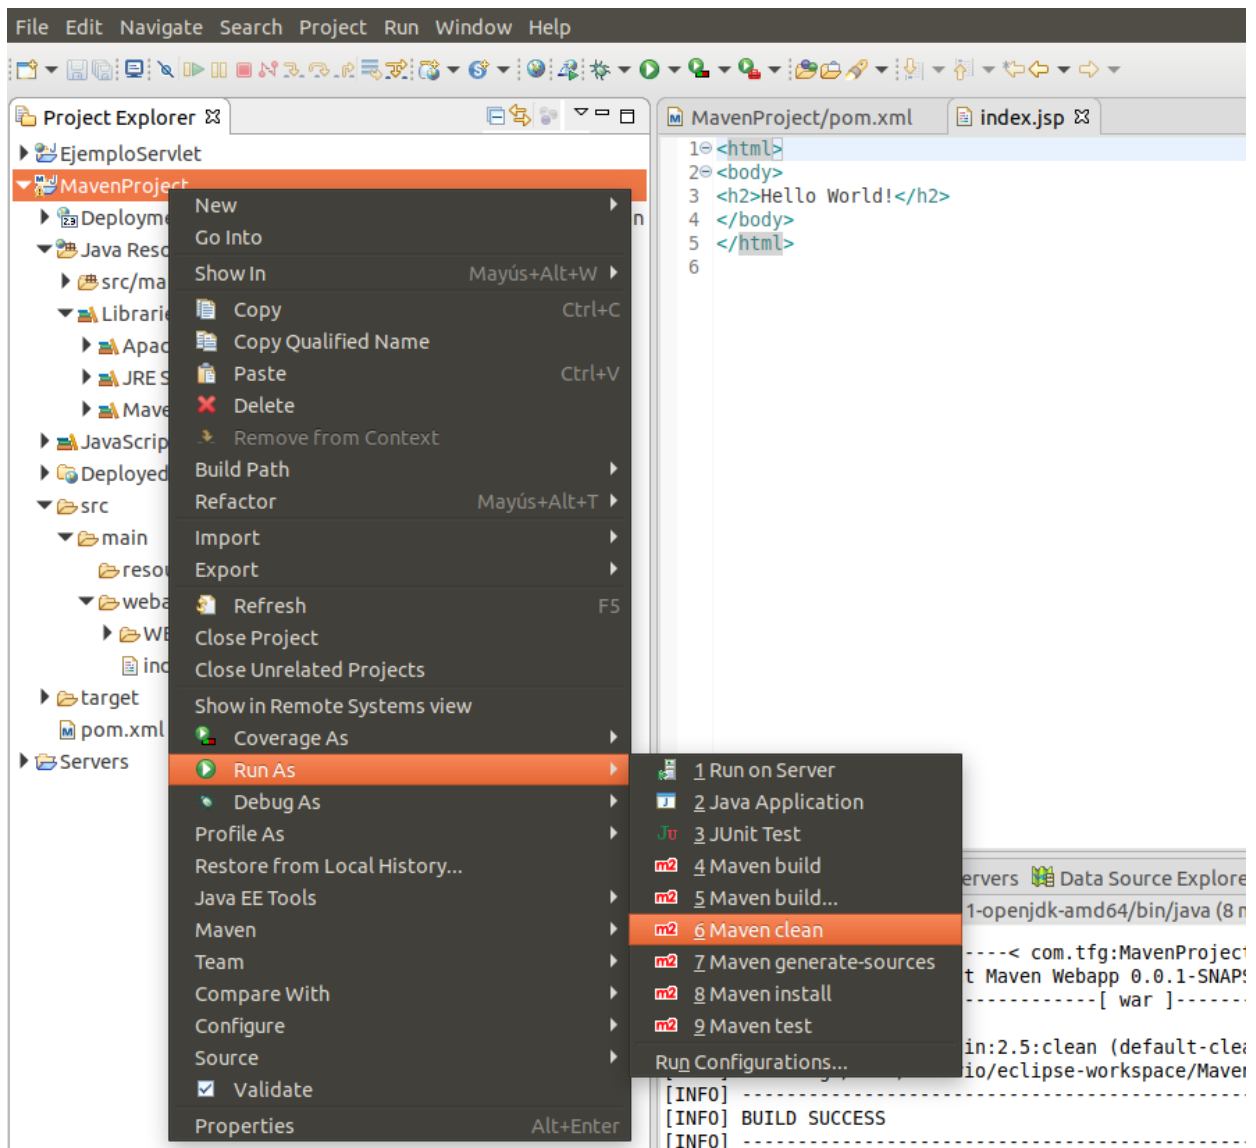 File Edit Navigate Search Project Run Window Help
Project Explorer
MavenProject/pom.xml
index.jsp
EjemploServlet
MavenProject
Deployme
n
Java Reso
src/ma
Librarie
Apac
JRE S
Mave
JavaScrip
Deployed
src
main
resou
weba
WE
ind
target
pom.xml
Servers
1 <html>
2 <body>
3 <h2>Hello World!</h2>
4 </body>
5 </html>
6
New
Go Into
Show In Mayús+Alt+W
Copy Ctrl+C
Copy Qualified Name
Paste Ctrl+V
Delete
Remove from Context
Build Path
Refactor Mayús+Alt+T
Import
Export
Refresh F5
Close Project
Close Unrelated Projects
Show in Remote Systems view
Coverage As
Run As
Debug As
Profile As
Restore from Local History...
Java EE Tools
Maven
Team
Compare With
Configure
Source
Validate
Properties Alt+Enter
1 Run on Server
2 Java Application
3 JUnit Test
4 Maven build
5 Maven build...
6 Maven clean
7 Maven generate-sources
8 Maven install
9 Maven test
Run Configurations...
ervers Data Source Explore
1-openjdk-amd64/bin/java (8 m
----< com.tfg:MavenProject
t Maven Webapp 0.0.1-SNAPS
------------[ war ]------
in:2.5:clean (default-clea
io/eclipse-workspace/Maven
[INFO] ----------------------------------------
[INFO] BUILD SUCCESS
[INFO] ----------------------------------------